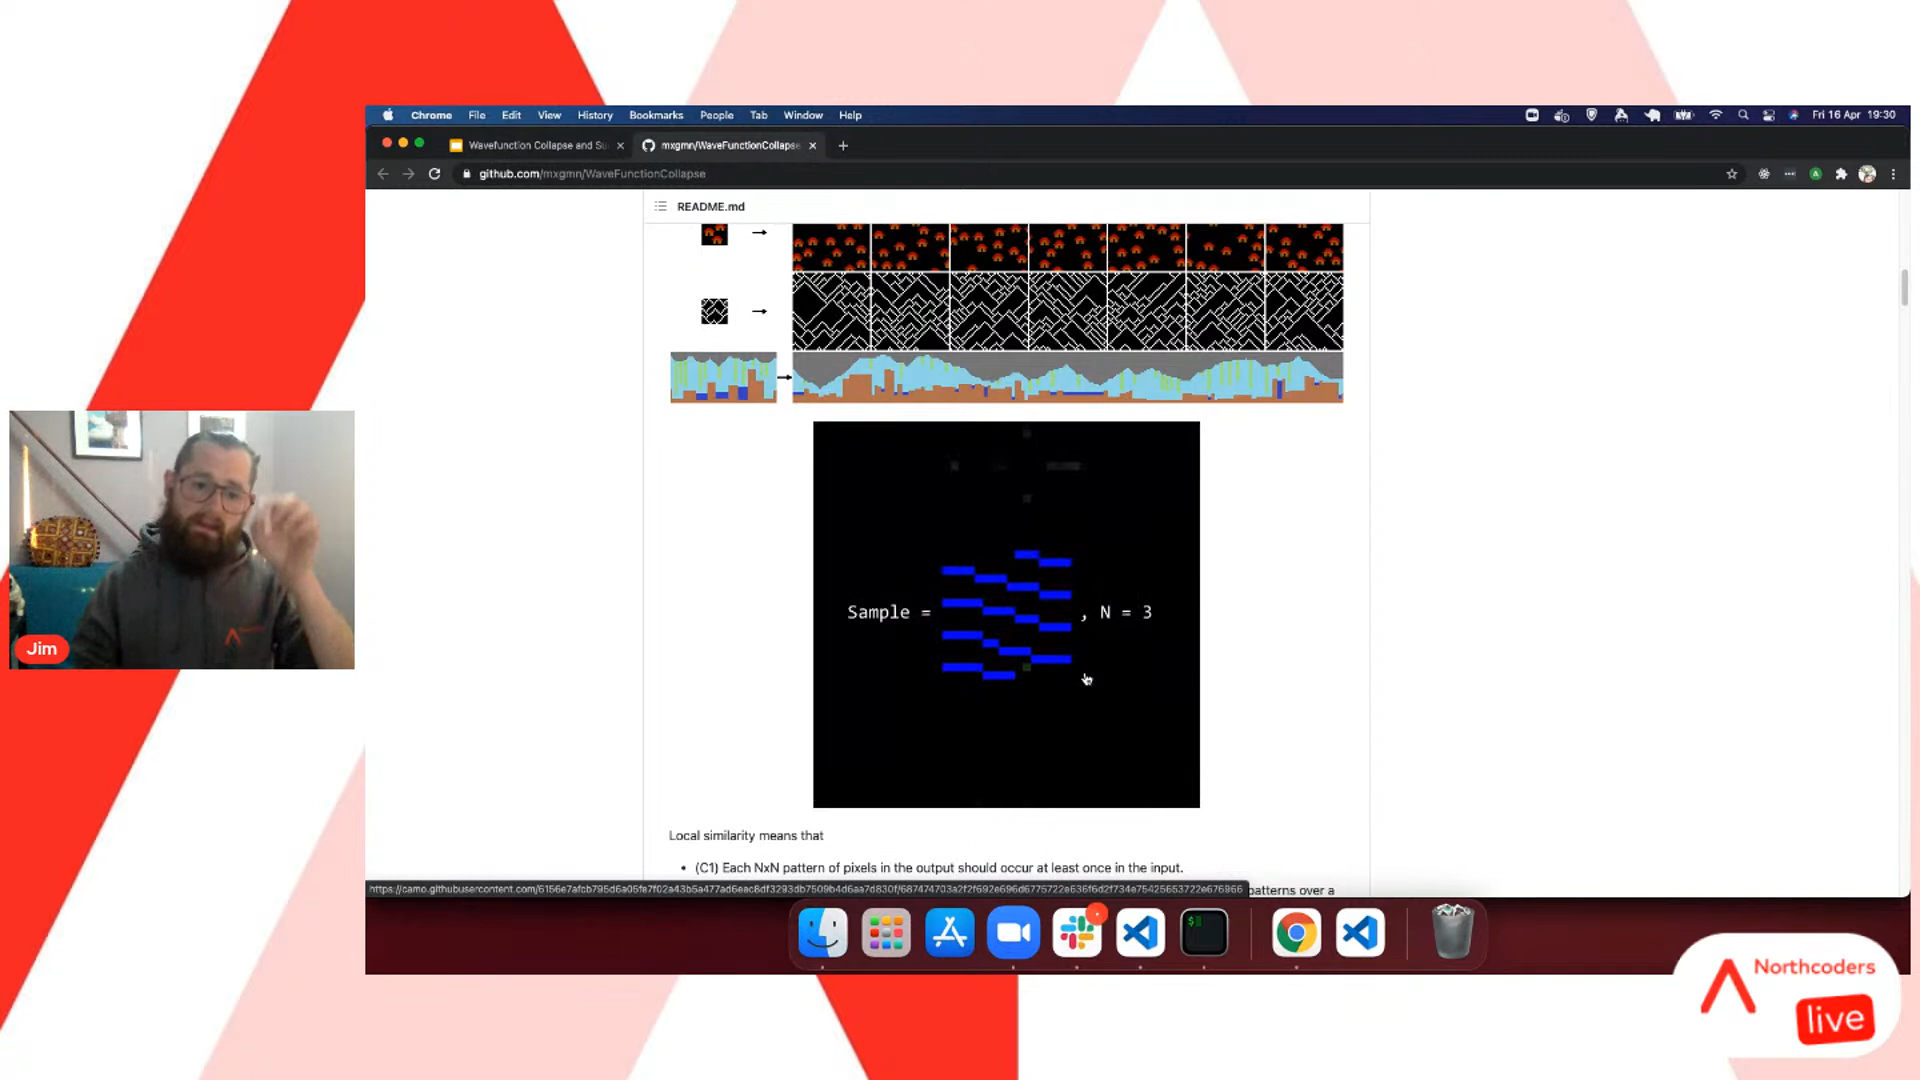 Chrome File Edit View History Bookmarks People Tab Window Help
Fri 16 Apr 19:30
Wavefunction Collapse and Su
mxgmn/WaveFunctionCollapse
github.com/mxgmn/WaveFunctionCollapse
README.md
Sample =
, N = 3
Local similarity means that
• (C1) Each NxN pattern of pixels in the output should occur at least once in the input.
patterns over a
Jim
Northcoders
live